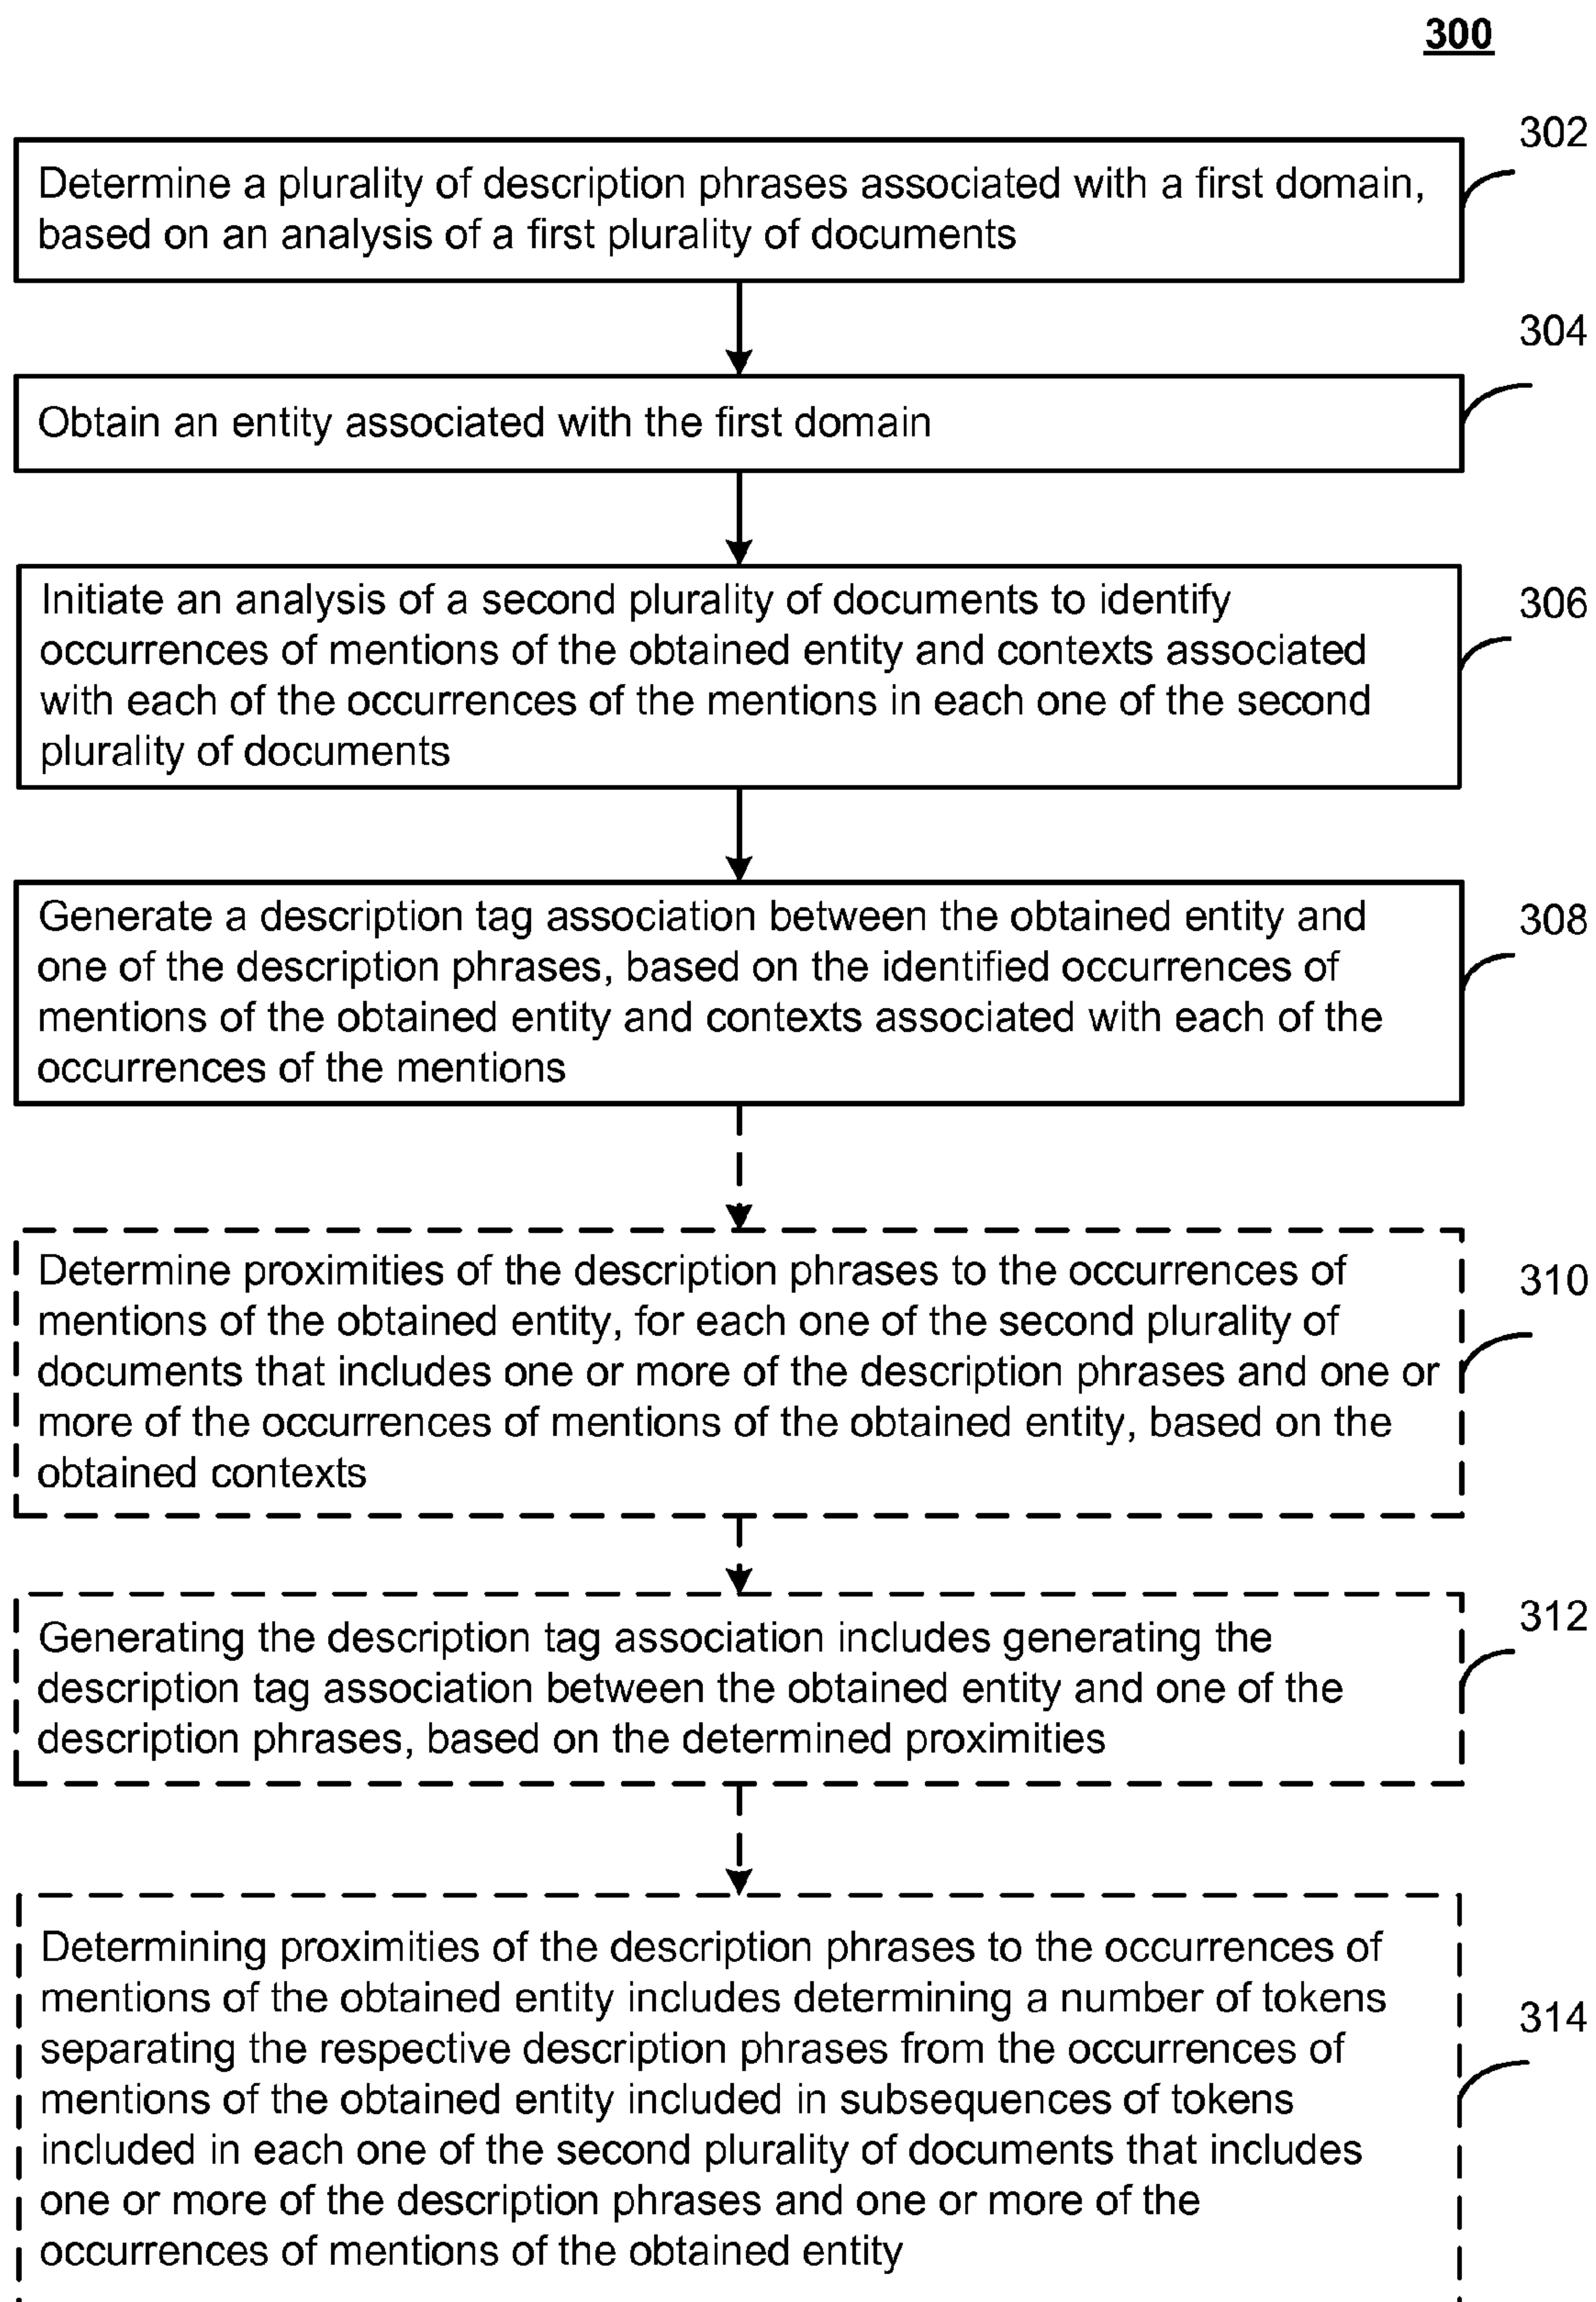 300
302
Determine a plurality of description phrases associated with a first domain,
based on an analysis of a first plurality of documents
304
Obtain an entity associated with the first domain
306
Initiate an analysis of a second plurality of documents to identify
occurrences of mentions of the obtained entity and contexts associated
with each of the occurrences of the mentions in each one of the second
plurality of documents
308
Generate a description tag association between the obtained entity and
one of the description phrases, based on the identified occurrences of
mentions of the obtained entity and contexts associated with each of the
occurrences of the mentions
310
Determine proximities of the description phrases to the occurrences of
mentions of the obtained entity, for each one of the second plurality of
documents that includes one or more of the description phrases and one or
more of the occurrences of mentions of the obtained entity, based on the
obtained contexts
312
Generating the description tag association includes generating the
description tag association between the obtained entity and one of the
description phrases, based on the determined proximities
314
Determining proximities of the description phrases to the occurrences of
mentions of the obtained entity includes determining a number of tokens
separating the respective description phrases from the occurrences of
mentions of the obtained entity included in subsequences of tokens
included in each one of the second plurality of documents that includes
one or more of the description phrases and one or more of the
occurrences of mentions of the obtained entity